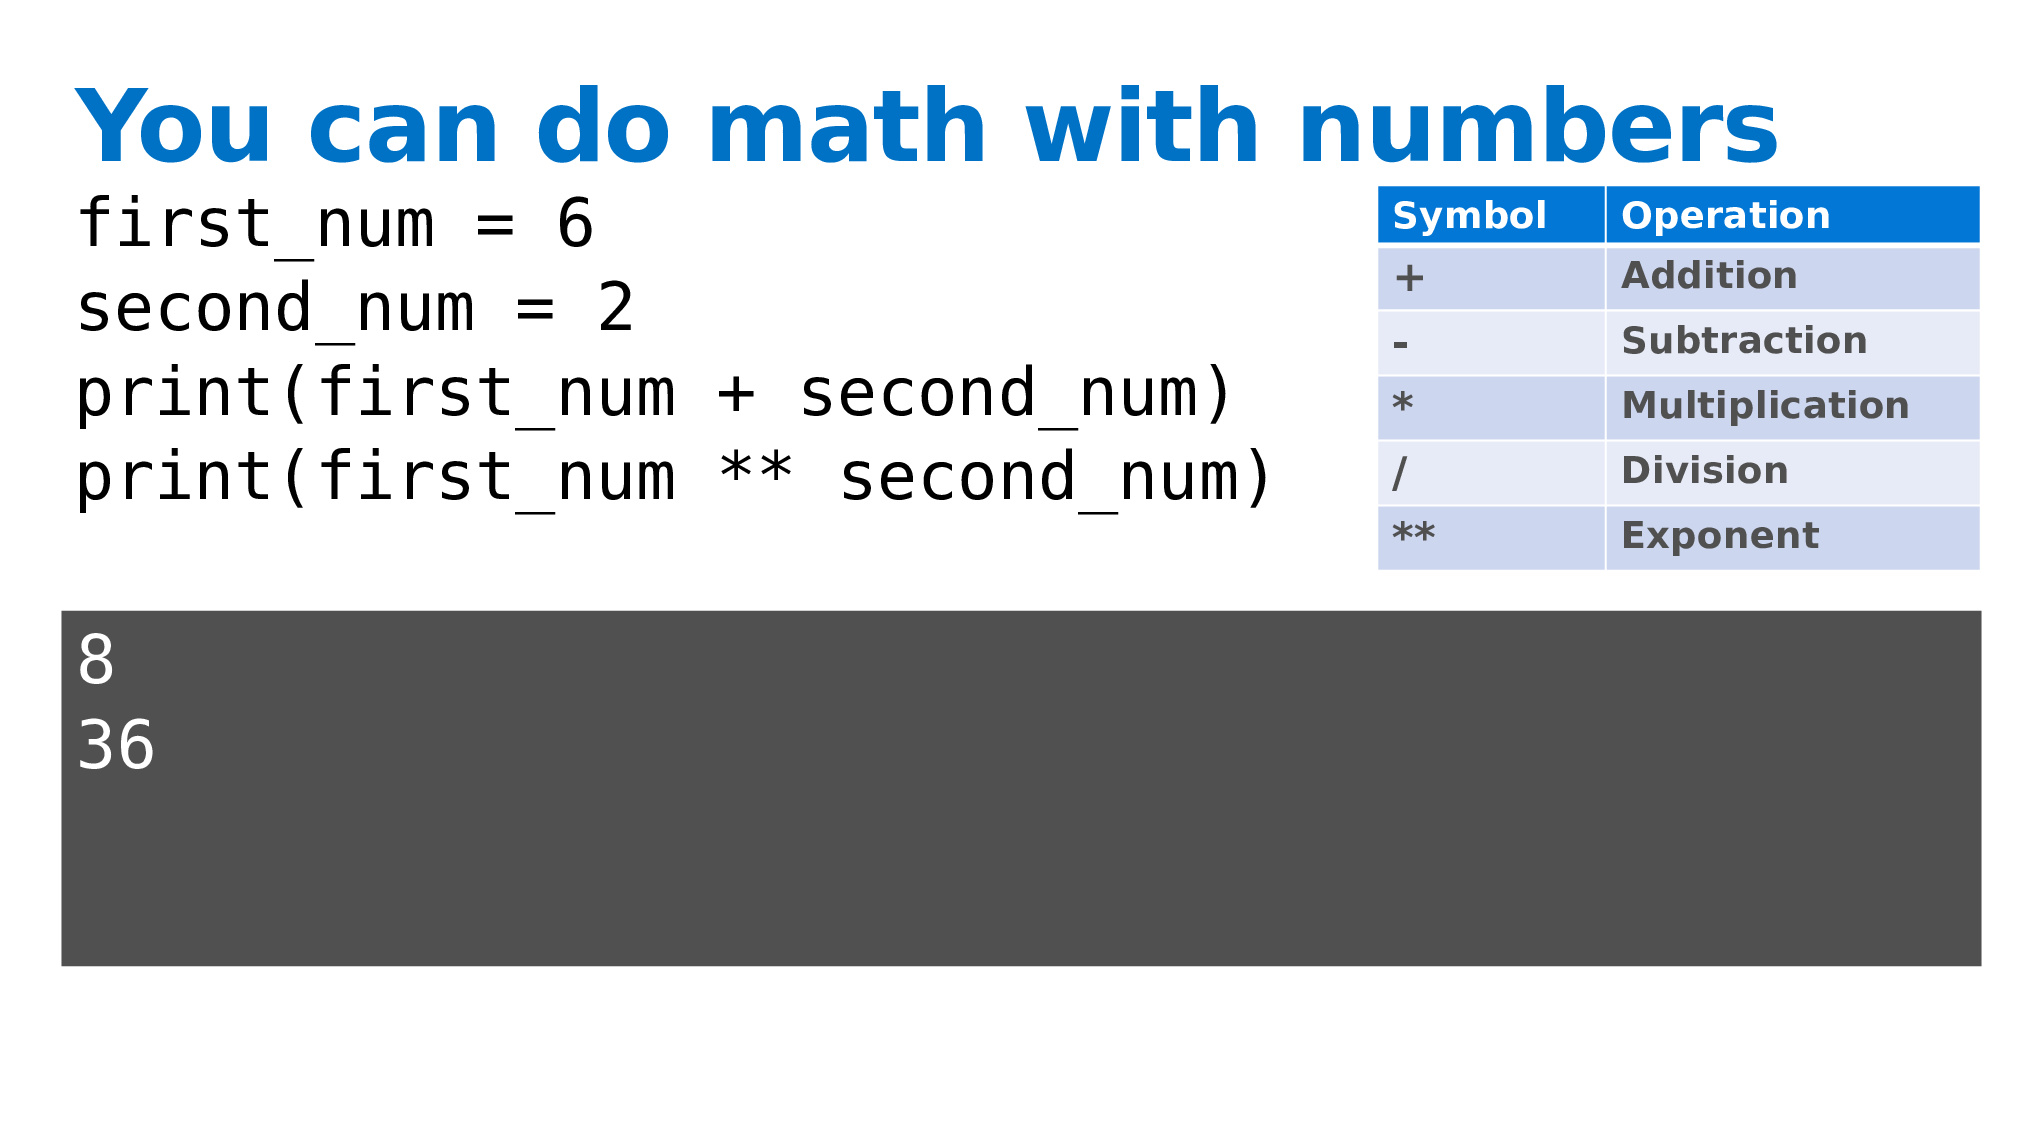 You can do math with numbers
first_num = 6
second_num = 2
print(first_num + second_num)
print(first_num ** second_num)
Symbol Operation
+ Addition
- Subtraction
* Multiplication
/ Division
** Exponent
8
36